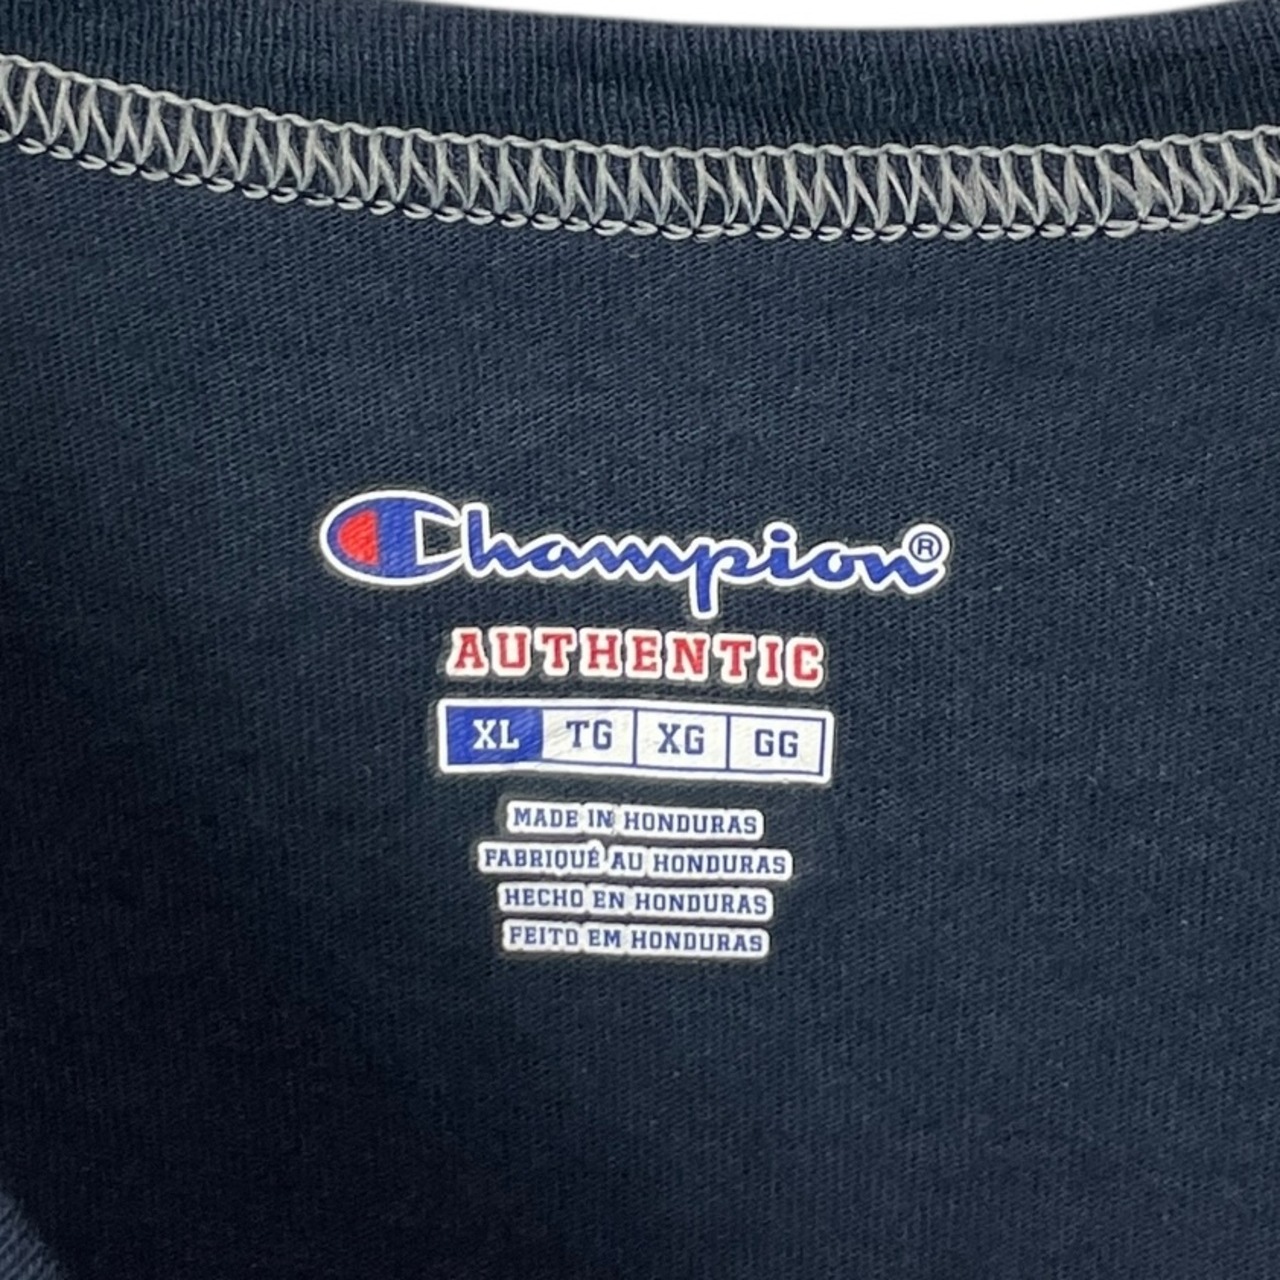 Champion®
AUTHENTIC
XL TG XG GG
MADE IN HONDURAS
FABRIQUÉ AU HONDURAS
HECHO EN HONDURAS
FEITO EM HONDURAS